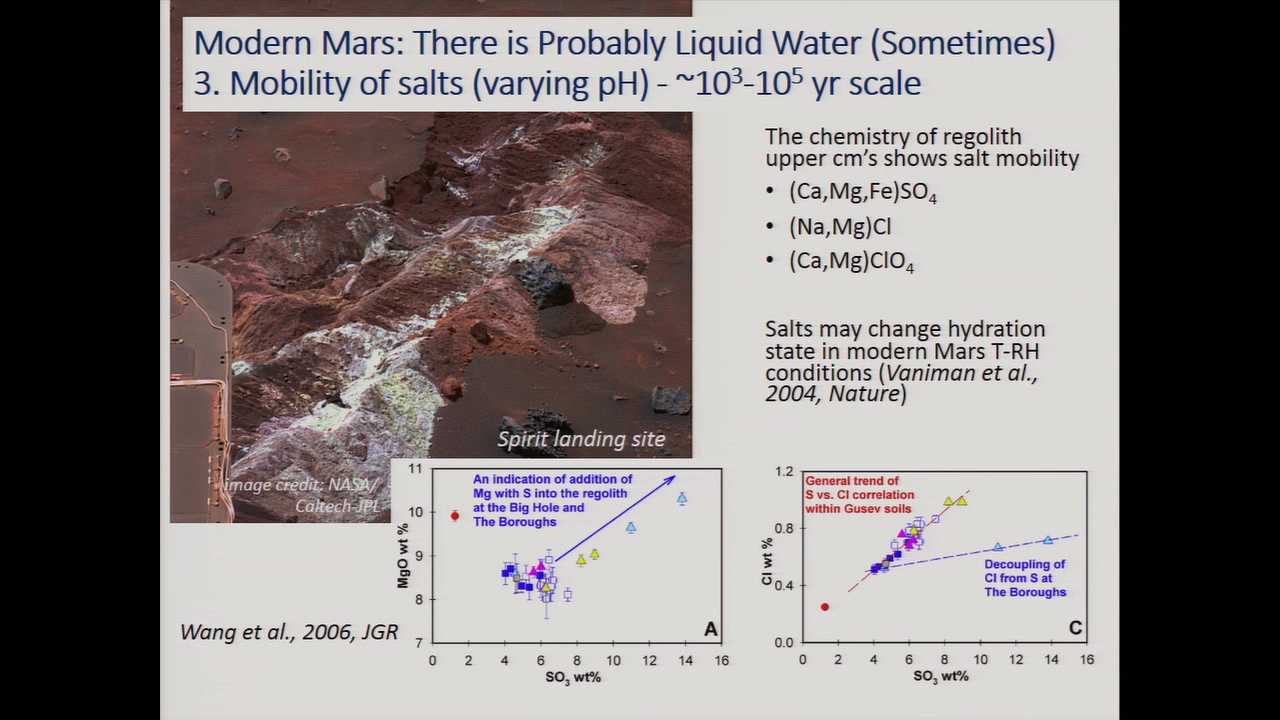 Modern Mars: There is Probably Liquid Water (Sometimes)
3. Mobility of salts (varying pH) - ~10³-10⁵ yr scale
The chemistry of regolith
upper cm's shows salt mobility
• (Ca,Mg,Fe)SO₄
• (Na,Mg)Cl
• (Ca,Mg)ClO₄
Salts may change hydration
state in modern Mars T-RH
conditions (Vaniman et al.,
2004, Nature)
Spirit landing site
image credit: NASA/
Caltech-JPL
Wang et al., 2006, JGR
An indication of addition of
Mg with S into the regolith
at the Big Hole and
The Boroughs
MgO wt %
11
10
9
8
7
0 2 4 6 8 10 12 14 16
SO₃ wt%
A
General trend of
S vs. Cl correlation
within Gusev soils
Decoupling of
Cl from S at
The Boroughs
Cl wt %
1.2
0.8
0.4
0.0
0 2 4 6 8 10 12 14 16
SO₃ wt%
C